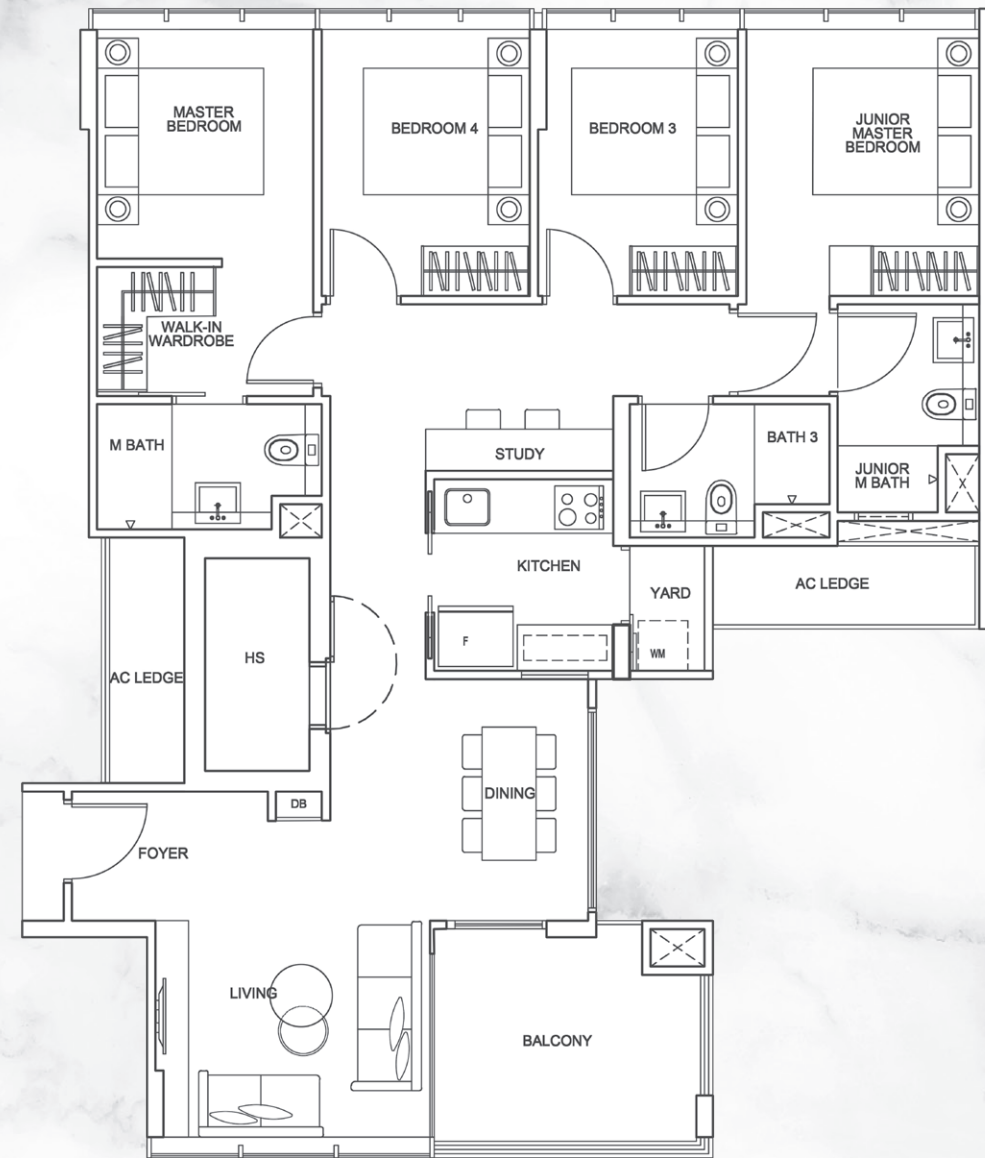 MASTER
BEDROOM
BEDROOM 4
BEDROOM 3
JUNIOR
MASTER
BEDROOM
WALK-IN
WARDROBE
M BATH
STUDY
BATH 3
JUNIOR
M BATH
KITCHEN
YARD
AC LEDGE
F
WM
HS
AC LEDGE
DINING
DB
FOYER
LIVING
BALCONY